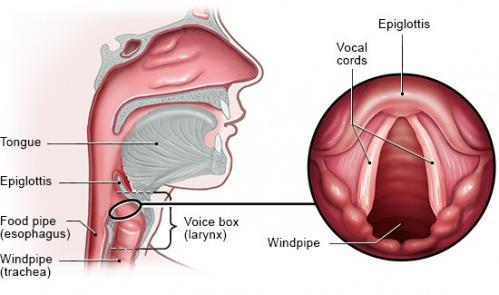 Tongue
Epiglottis
Food pipe
(esophagus)
Windpipe
(trachea)
Voice box
(larynx)
Epiglottis
Vocal
cords
Windpipe